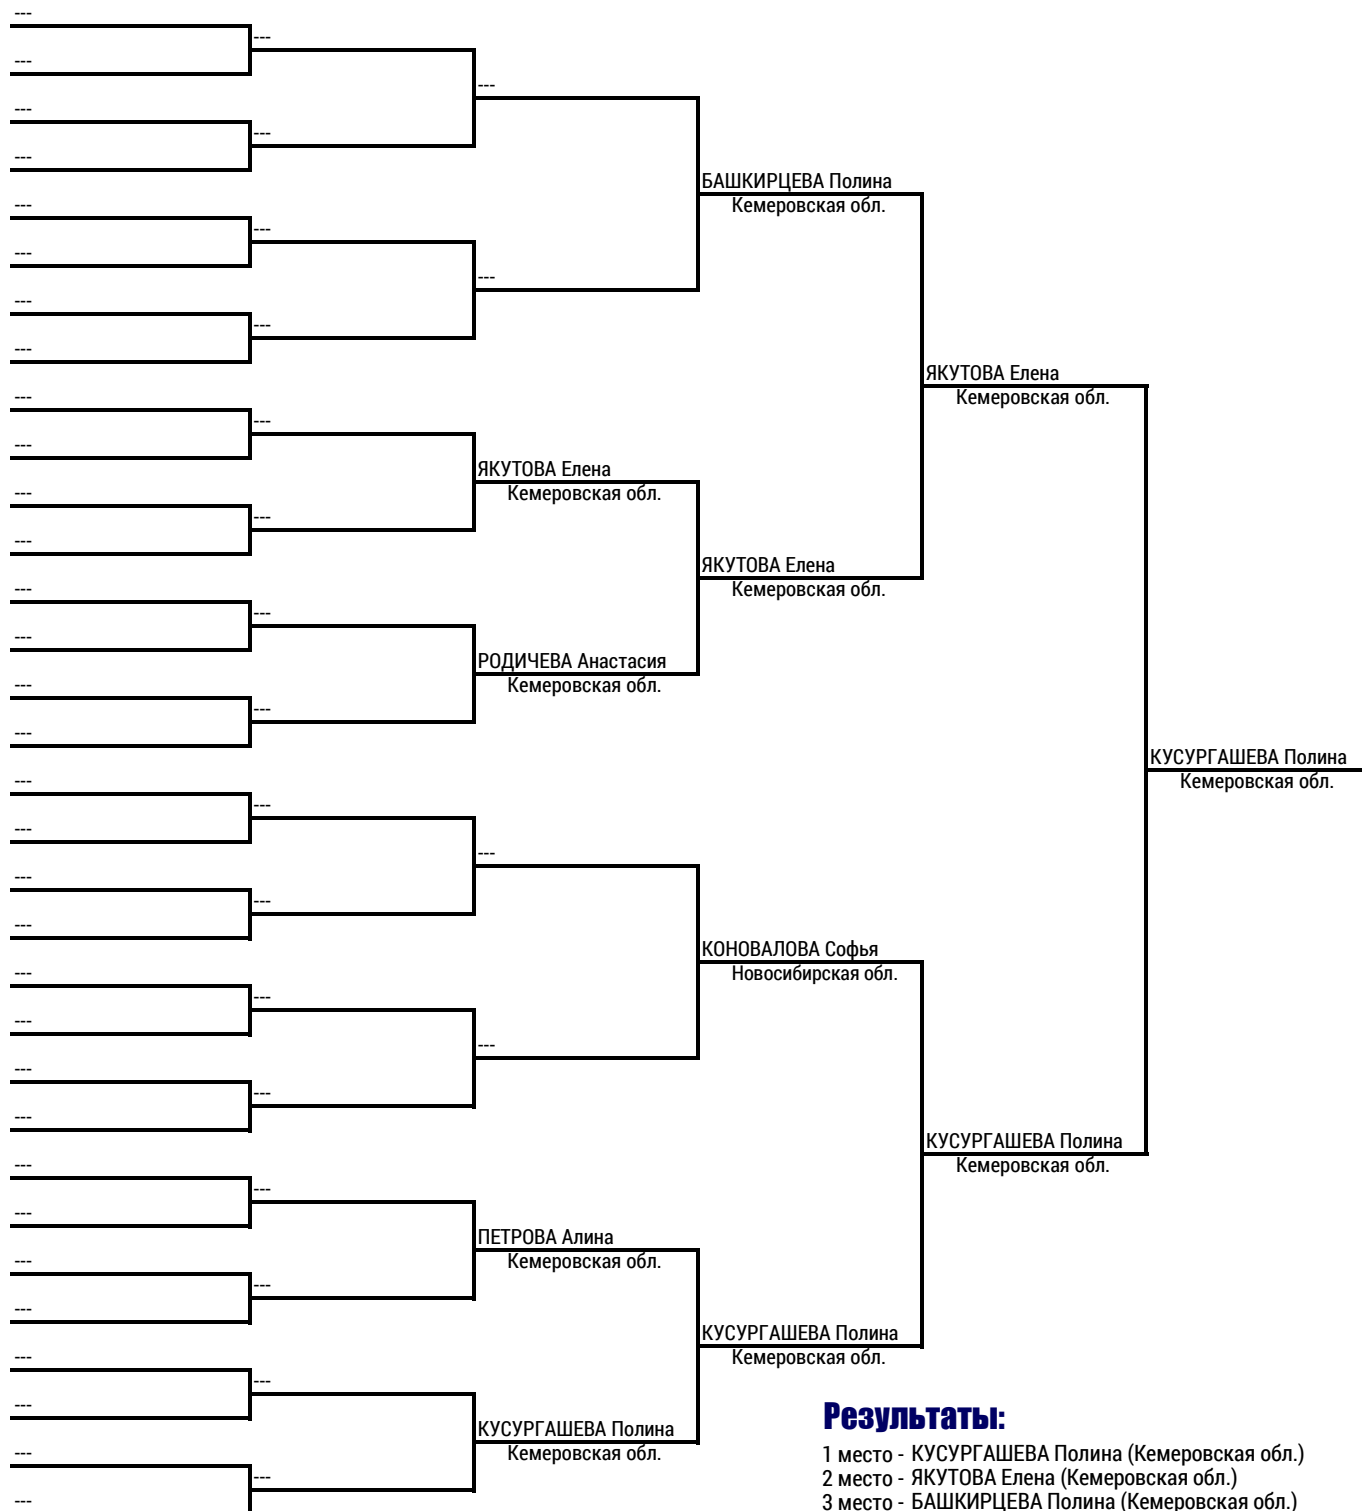 ---
---
---
---
---
---
---
---
---
---
БАШКИРЦЕВА Полина
Кемеровская обл.
---
---
---
---
---
---
---
ЯКУТОВА Елена
Кемеровская обл.
---
---
---
ЯКУТОВА Елена
Кемеровская обл.
---
---
---
ЯКУТОВА Елена
Кемеровская обл.
---
---
---
РОДИЧЕВА Анастасия
Кемеровская обл.
---
---
---
КУСУРГАШЕВА Полина
Кемеровская обл.
---
---
---
---
---
---
---
КОНОВАЛОВА Софья
Новосибирская обл.
---
---
---
---
---
---
---
КУСУРГАШЕВА Полина
Кемеровская обл.
---
---
---
ПЕТРОВА Алина
Кемеровская обл.
---
---
---
КУСУРГАШЕВА Полина
Кемеровская обл.
---
---
---
КУСУРГАШЕВА Полина
Кемеровская обл.
---
---
---
Результаты:
1 место - КУСУРГАШЕВА Полина (Кемеровская обл.)
2 место - ЯКУТОВА Елена (Кемеровская обл.)
3 место - БАШКИРЦЕВА Полина (Кемеровская обл.)